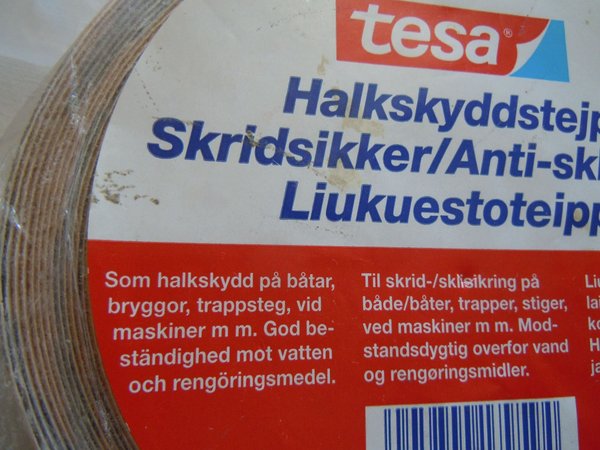 tesa®
Halkskyddstejp
Skridsikker/Anti-sk
Liukuestoteipp
Som halkskydd på båtar,
bryggor, trappsteg, vid
maskiner m m. God be-
ständighed mot vatten
och rengöringsmedel.
Til skrid-/sklisikring på
både/båter, trapper, stiger,
ved maskiner m m. Mod-
standsdygtig overfor vand
og rengøringsmidler.